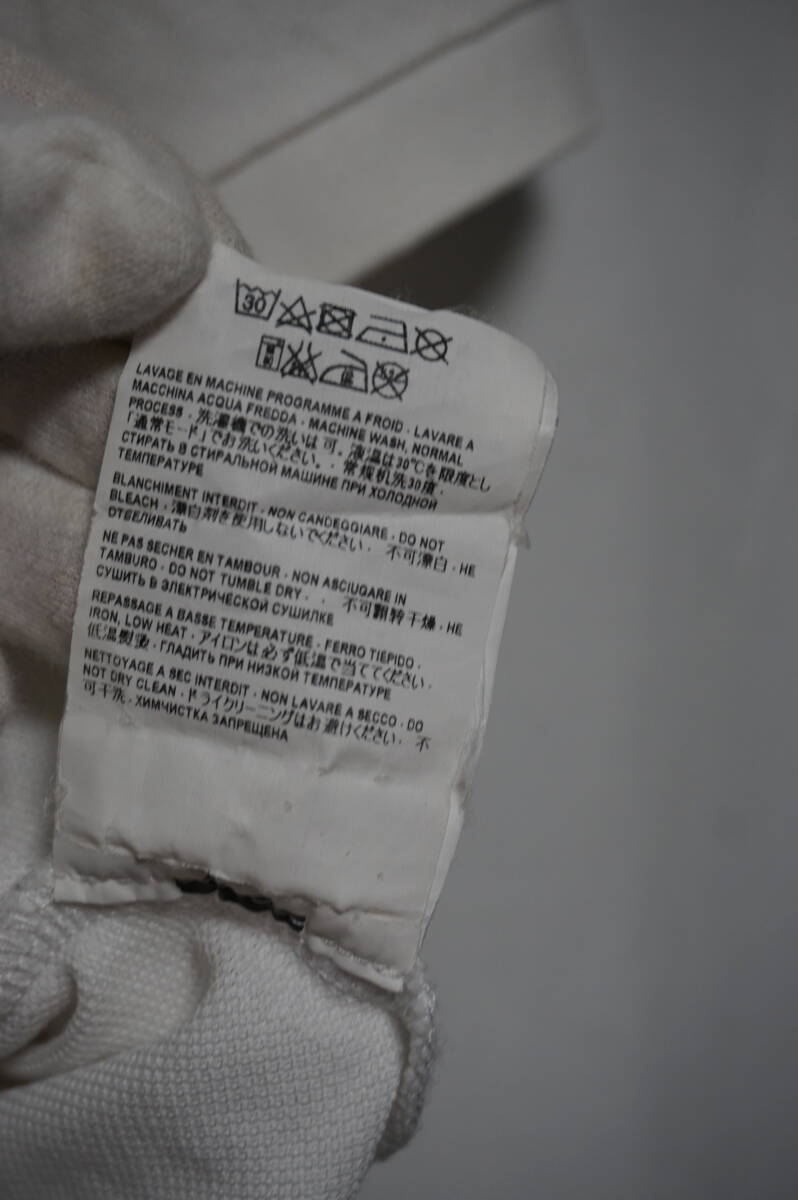 30
LAVAGE EN MACHINE PROGRAMME A FROID · LAVARE A
MACCHINA ACQUA FREDDA · MACHINE WASH, NORMAL
PROCESS · 洗濯機での洗いは可。液温は30℃を限度とし
「通常モード」でお洗いください。· 常规机洗30度 ·
СТИРАТЬ В СТИРАЛЬНОЙ МАШИНЕ ПРИ ХОЛОДНОЙ
ТЕМПЕРАТУРЕ
BLANCHIMENT INTERDIT · NON CANDEGGIARE · DO NOT
BLEACH · 漂白剤を使用しないでください · 不可漂白 · НЕ
ОТБЕЛИВАТЬ
NE PAS SECHER EN TAMBOUR · NON ASCIUGARE IN
TAMBURO · DO NOT TUMBLE DRY · · 不可翻转干燥 · НЕ
СУШИТЬ В ЭЛЕКТРИЧЕСКОЙ СУШИЛКЕ
REPASSAGE A BASSE TEMPERATURE · FERRO TIEPIDO ·
IRON, LOW HEAT · アイロンは必ず低温で当ててください ·
低温熨烫 · ГЛАДИТЬ ПРИ НИЗКОЙ ТЕМПЕРАТУРЕ
NETTOYAGE A SEC INTERDIT · NON LAVARE A SECCO · DO
NOT DRY CLEAN · ドライクリーニングはお避けください · 不
可干洗 · ХИМЧИСТКА ЗАПРЕЩЕНА